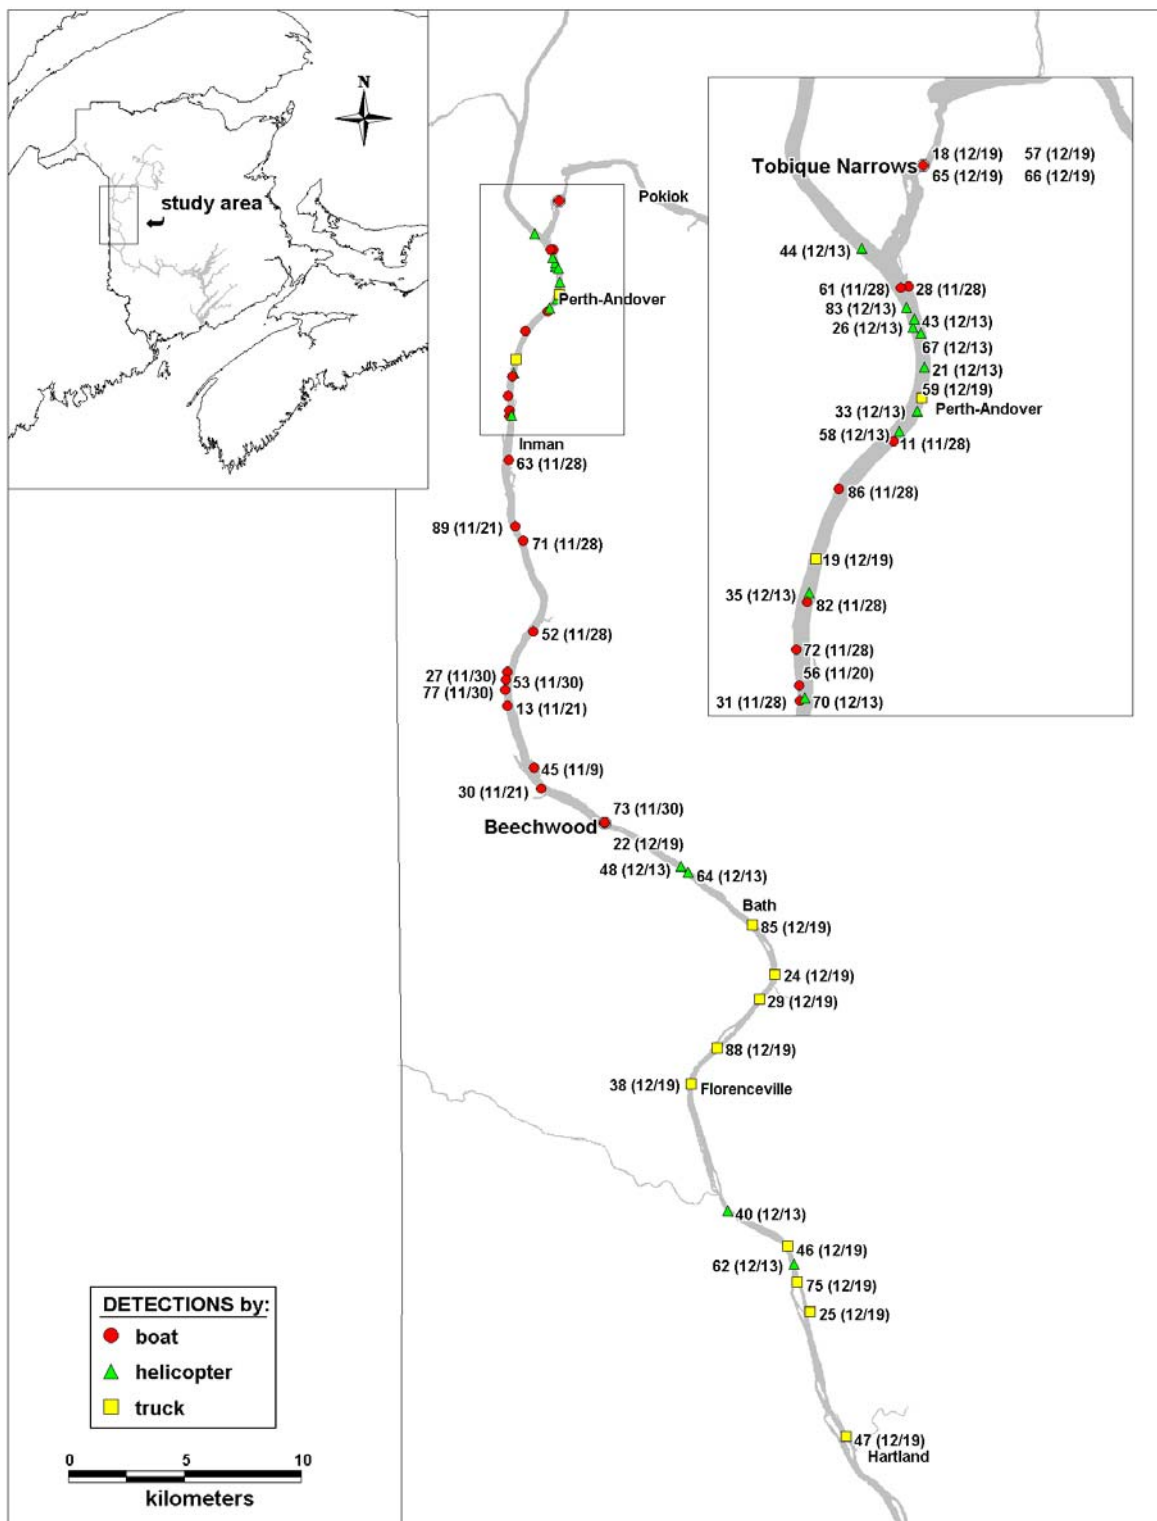 N
study area
Pokiok
Perth-Andover
Inman
63 (11/28)
89 (11/21)
71 (11/28)
52 (11/28)
27 (11/30)
53 (11/30)
77 (11/30)
13 (11/21)
45 (11/9)
30 (11/21)
73 (11/30)
Beechwood
22 (12/19)
48 (12/13)
64 (12/13)
Bath
85 (12/19)
24 (12/19)
29 (12/19)
88 (12/19)
38 (12/19)
Florenceville
40 (12/13)
46 (12/19)
62 (12/13)
75 (12/19)
25 (12/19)
47 (12/19)
Hartland
18 (12/19) 57 (12/19)
Tobique Narrows
65 (12/19) 66 (12/19)
44 (12/13)
61 (11/28) 28 (11/28)
83 (12/13)
43 (12/13)
26 (12/13)
67 (12/13)
21 (12/13)
59 (12/19)
33 (12/13) Perth-Andover
58 (12/13)
11 (11/28)
86 (11/28)
19 (12/19)
35 (12/13)
82 (11/28)
72 (11/28)
56 (11/20)
31 (11/28) 70 (12/13)
DETECTIONS by:
boat
helicopter
truck
0 5 10
kilometers